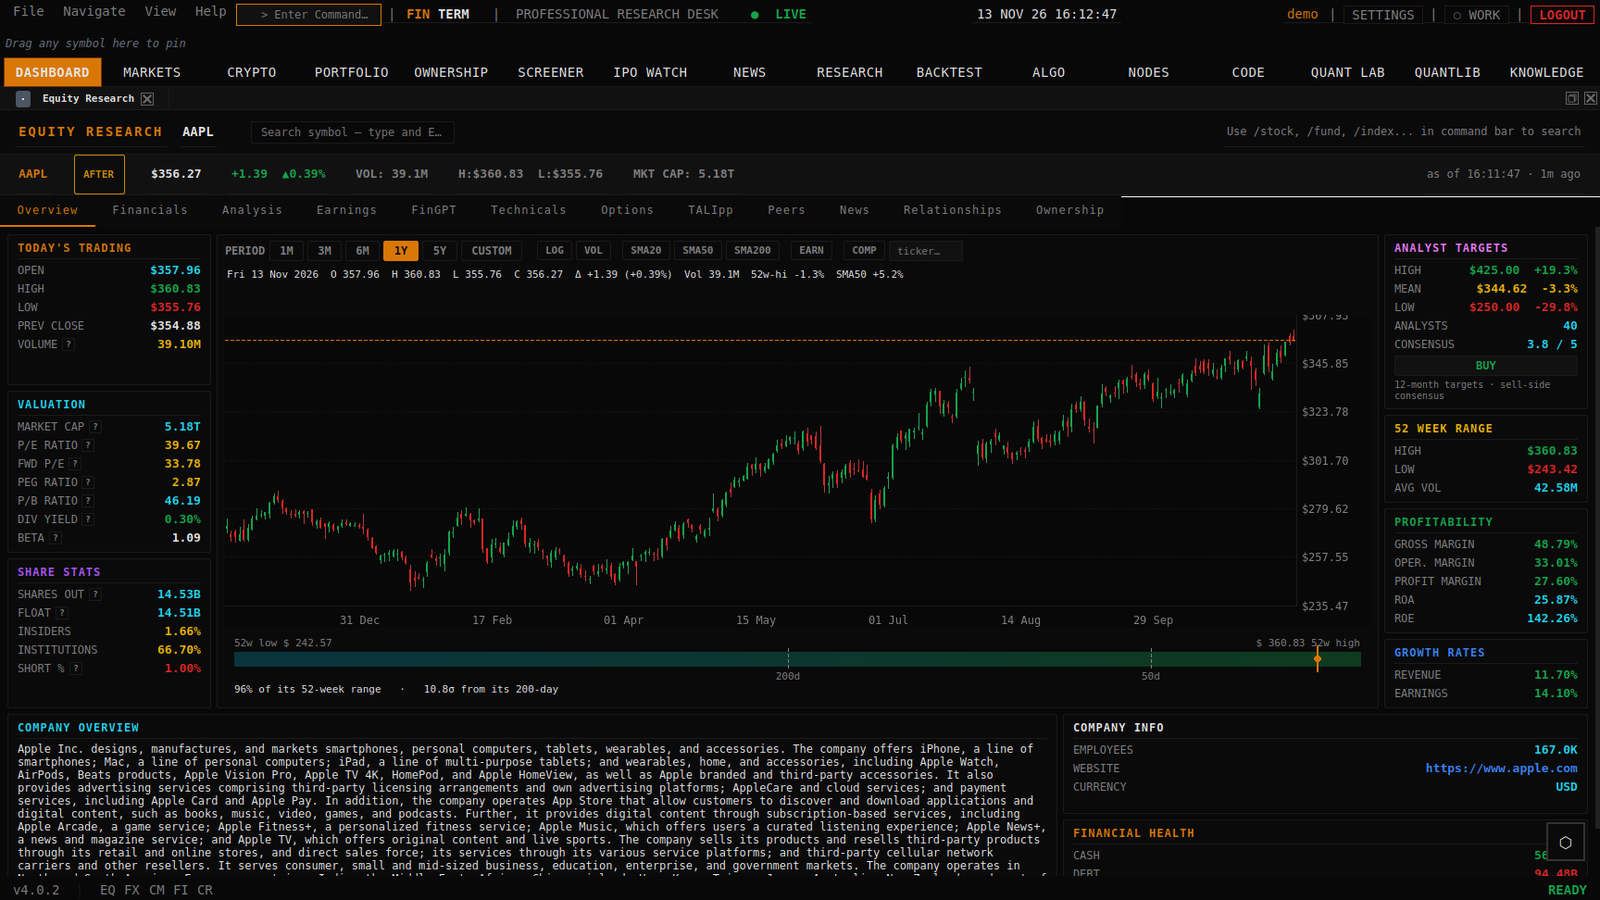 File Navigate View Help > Enter Command… | FIN TERM | PROFESSIONAL RESEARCH DESK ● LIVE 13 NOV 26 16:12:47 demo | SETTINGS | ⬡ WORK | LOGOUT
Drag any symbol here to pin
DASHBOARD MARKETS CRYPTO PORTFOLIO OWNERSHIP SCREENER IPO WATCH NEWS RESEARCH BACKTEST ALGO NODES CODE QUANT LAB QUANTLIB KNOWLEDGE
Equity Research
EQUITY RESEARCH AAPL Search symbol — type and E… Use /stock, /fund, /index... in command bar to search
AAPL AFTER $356.27 +1.39 ▲0.39% VOL: 39.1M H:$360.83 L:$355.76 MKT CAP: 5.18T as of 16:11:47 · 1m ago
Overview Financials Analysis Earnings FinGPT Technicals Options TALIpp Peers News Relationships Ownership
TODAY'S TRADING
OPEN $357.96
HIGH $360.83
LOW $355.76
PREV CLOSE $354.88
VOLUME ? 39.10M
VALUATION
MARKET CAP ? 5.18T
P/E RATIO ? 39.67
FWD P/E ? 33.78
PEG RATIO ? 2.87
P/B RATIO ? 46.19
DIV YIELD ? 0.30%
BETA ? 1.09
SHARE STATS
SHARES OUT ? 14.53B
FLOAT ? 14.51B
INSIDERS 1.66%
INSTITUTIONS 66.70%
SHORT % ? 1.00%
PERIOD 1M 3M 6M 1Y 5Y CUSTOM LOG VOL SMA20 SMA50 SMA200 EARN COMP ticker…
Fri 13 Nov 2026 O 357.96 H 360.83 L 355.76 C 356.27 Δ +1.39 (+0.39%) Vol 39.1M 52w-hi -1.3% SMA50 +5.2%
$367.93
$345.85
$323.78
$301.70
$279.62
$257.55
$235.47
31 Dec 17 Feb 01 Apr 15 May 01 Jul 14 Aug 29 Sep
52w low $ 242.57 $ 360.83 52w high
200d 50d
96% of its 52-week range · 10.8σ from its 200-day
ANALYST TARGETS
HIGH $425.00 +19.3%
MEAN $344.62 -3.3%
LOW $250.00 -29.8%
ANALYSTS 40
CONSENSUS 3.8 / 5
BUY
12-month targets · sell-side
consensus
52 WEEK RANGE
HIGH $360.83
LOW $243.42
AVG VOL 42.58M
PROFITABILITY
GROSS MARGIN 48.79%
OPER. MARGIN 33.01%
PROFIT MARGIN 27.60%
ROA 25.87%
ROE 142.26%
GROWTH RATES
REVENUE 11.70%
EARNINGS 14.10%
COMPANY OVERVIEW
Apple Inc. designs, manufactures, and markets smartphones, personal computers, tablets, wearables, and accessories. The company offers iPhone, a line of
smartphones; Mac, a line of personal computers; iPad, a line of multi-purpose tablets; and wearables, home, and accessories, including Apple Watch,
AirPods, Beats products, Apple Vision Pro, Apple TV 4K, HomePod, and Apple HomeView, as well as Apple branded and third-party accessories. It also
provides advertising services comprising third-party licensing arrangements and own advertising platforms; AppleCare and cloud services; and payment
services, including Apple Card and Apple Pay. In addition, the company operates App Store that allow customers to discover and download applications and
digital content, such as books, music, video, games, and podcasts. Further, it provides digital content through subscription-based services, including
Apple Arcade, a game service; Apple Fitness+, a personalized fitness service; Apple Music, which offers users a curated listening experience; Apple News+,
a news and magazine service; and Apple TV, which offers original content and live sports. The company sells its products and resells third-party products
through its retail and online stores, and direct sales force; its services through its various service platforms; and third-party cellular network
carriers and other resellers. It serves consumer, small and mid-sized business, education, enterprise, and government markets. The company operates in
COMPANY INFO
EMPLOYEES 167.0K
WEBSITE https://www.apple.com
CURRENCY USD
FINANCIAL HEALTH
CASH
DEBT 94.48B
v4.0.2 EQ FX CM FI CR READY